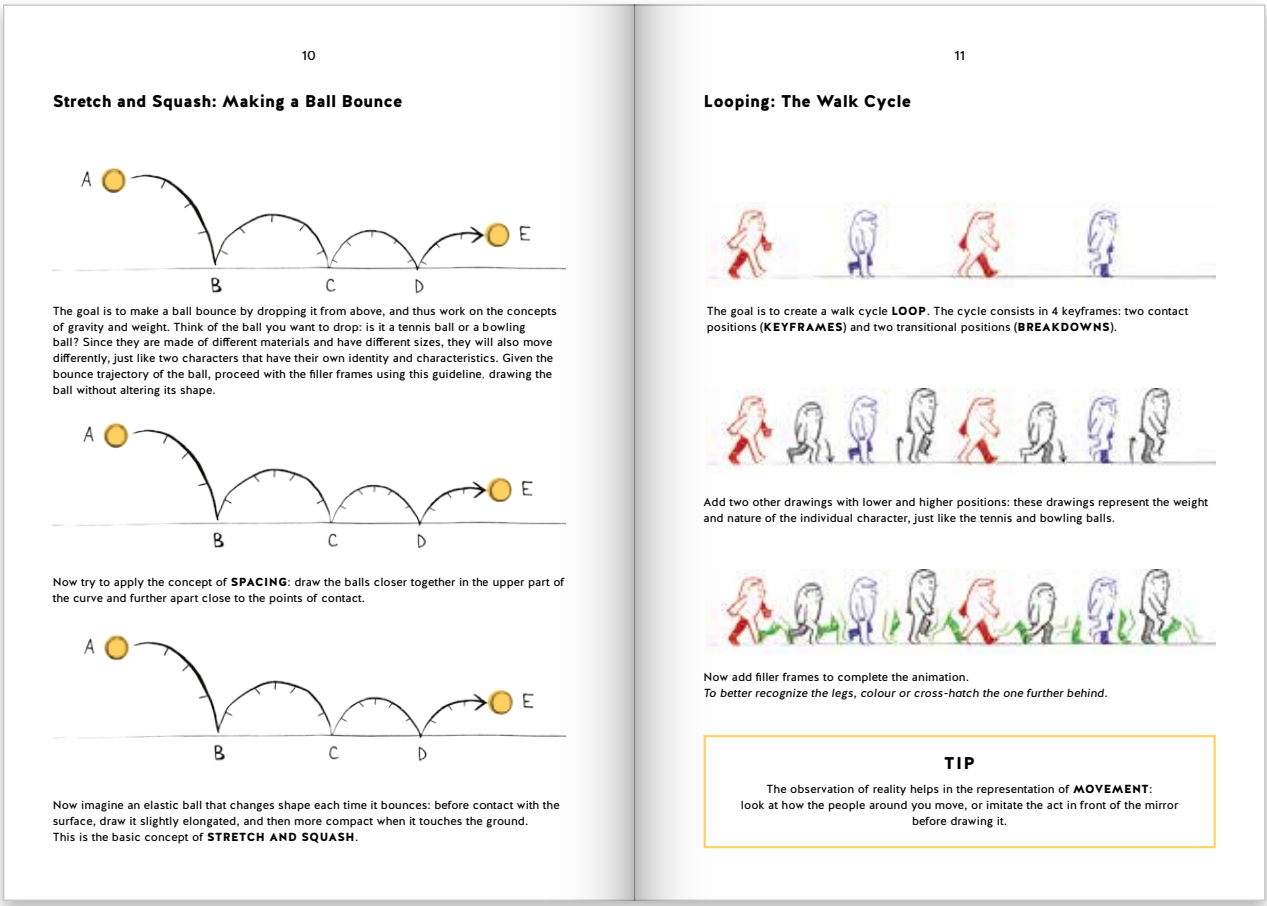 10
Stretch and Squash: Making a Ball Bounce
A
E
B
C
D
The goal is to make a ball bounce by dropping it from above, and thus work on the concepts
of gravity and weight. Think of the ball you want to drop: is it a tennis ball or a bowling
ball? Since they are made of different materials and have different sizes, they will also move
differently, just like two characters that have their own identity and characteristics. Given the
bounce trajectory of the ball, proceed with the filler frames using this guideline, drawing the
ball without altering its shape.
A
E
B
C
D
Now try to apply the concept of SPACING: draw the balls closer together in the upper part of
the curve and further apart close to the points of contact.
A
E
B
C
D
Now imagine an elastic ball that changes shape each time it bounces: before contact with the
surface, draw it slightly elongated, and then more compact when it touches the ground.
This is the basic concept of STRETCH AND SQUASH.
11
Looping: The Walk Cycle
The goal is to create a walk cycle LOOP. The cycle consists in 4 keyframes: two contact
positions (KEYFRAMES) and two transitional positions (BREAKDOWNS).
Add two other drawings with lower and higher positions: these drawings represent the weight
and nature of the individual character, just like the tennis and bowling balls.
Now add filler frames to complete the animation.
To better recognize the legs, colour or cross-hatch the one further behind.
TIP
The observation of reality helps in the representation of MOVEMENT:
look at how the people around you move, or imitate the act in front of the mirror
before drawing it.